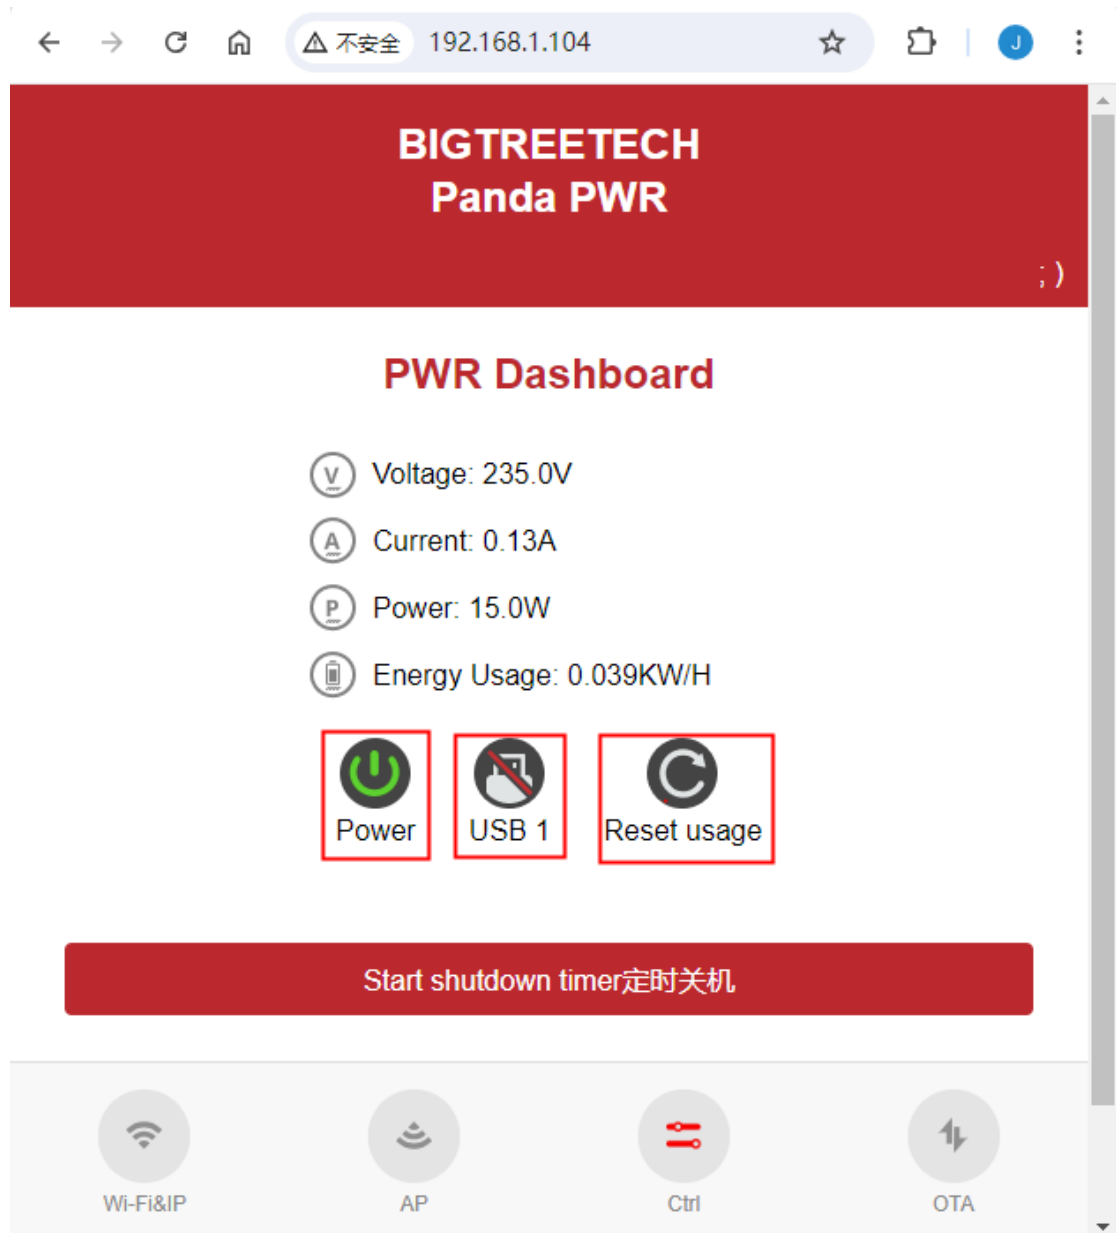 不安全 192.168.1.104
J
BIGTREETECH
Panda PWR
; )
PWR Dashboard
V Voltage: 235.0V
A Current: 0.13A
P Power: 15.0W
Energy Usage: 0.039KW/H
Power USB 1 Reset usage
Start shutdown timer定时关机
Wi-Fi&IP AP Ctrl OTA